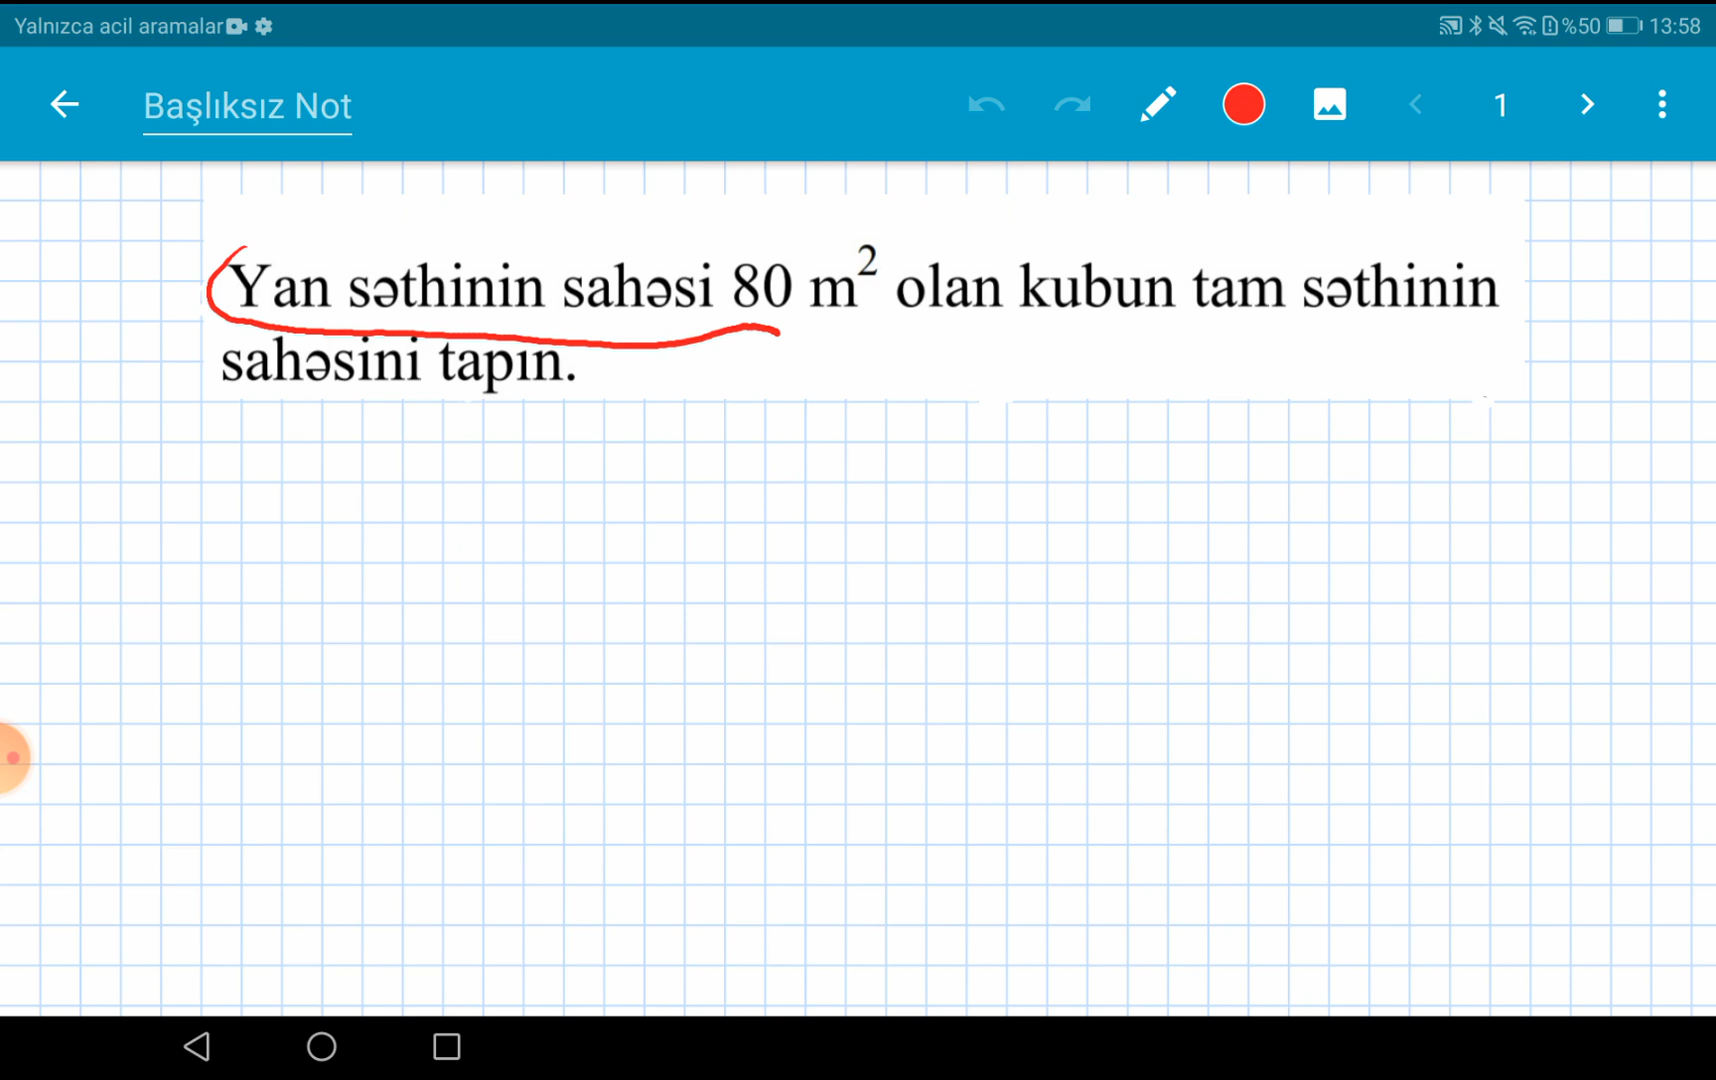 Yalnızca acil aramalar %50 13:58
Başlıksız Not 1
Yan səthinin sahəsi 80 m² olan kubun tam səthinin
sahəsini tapın.